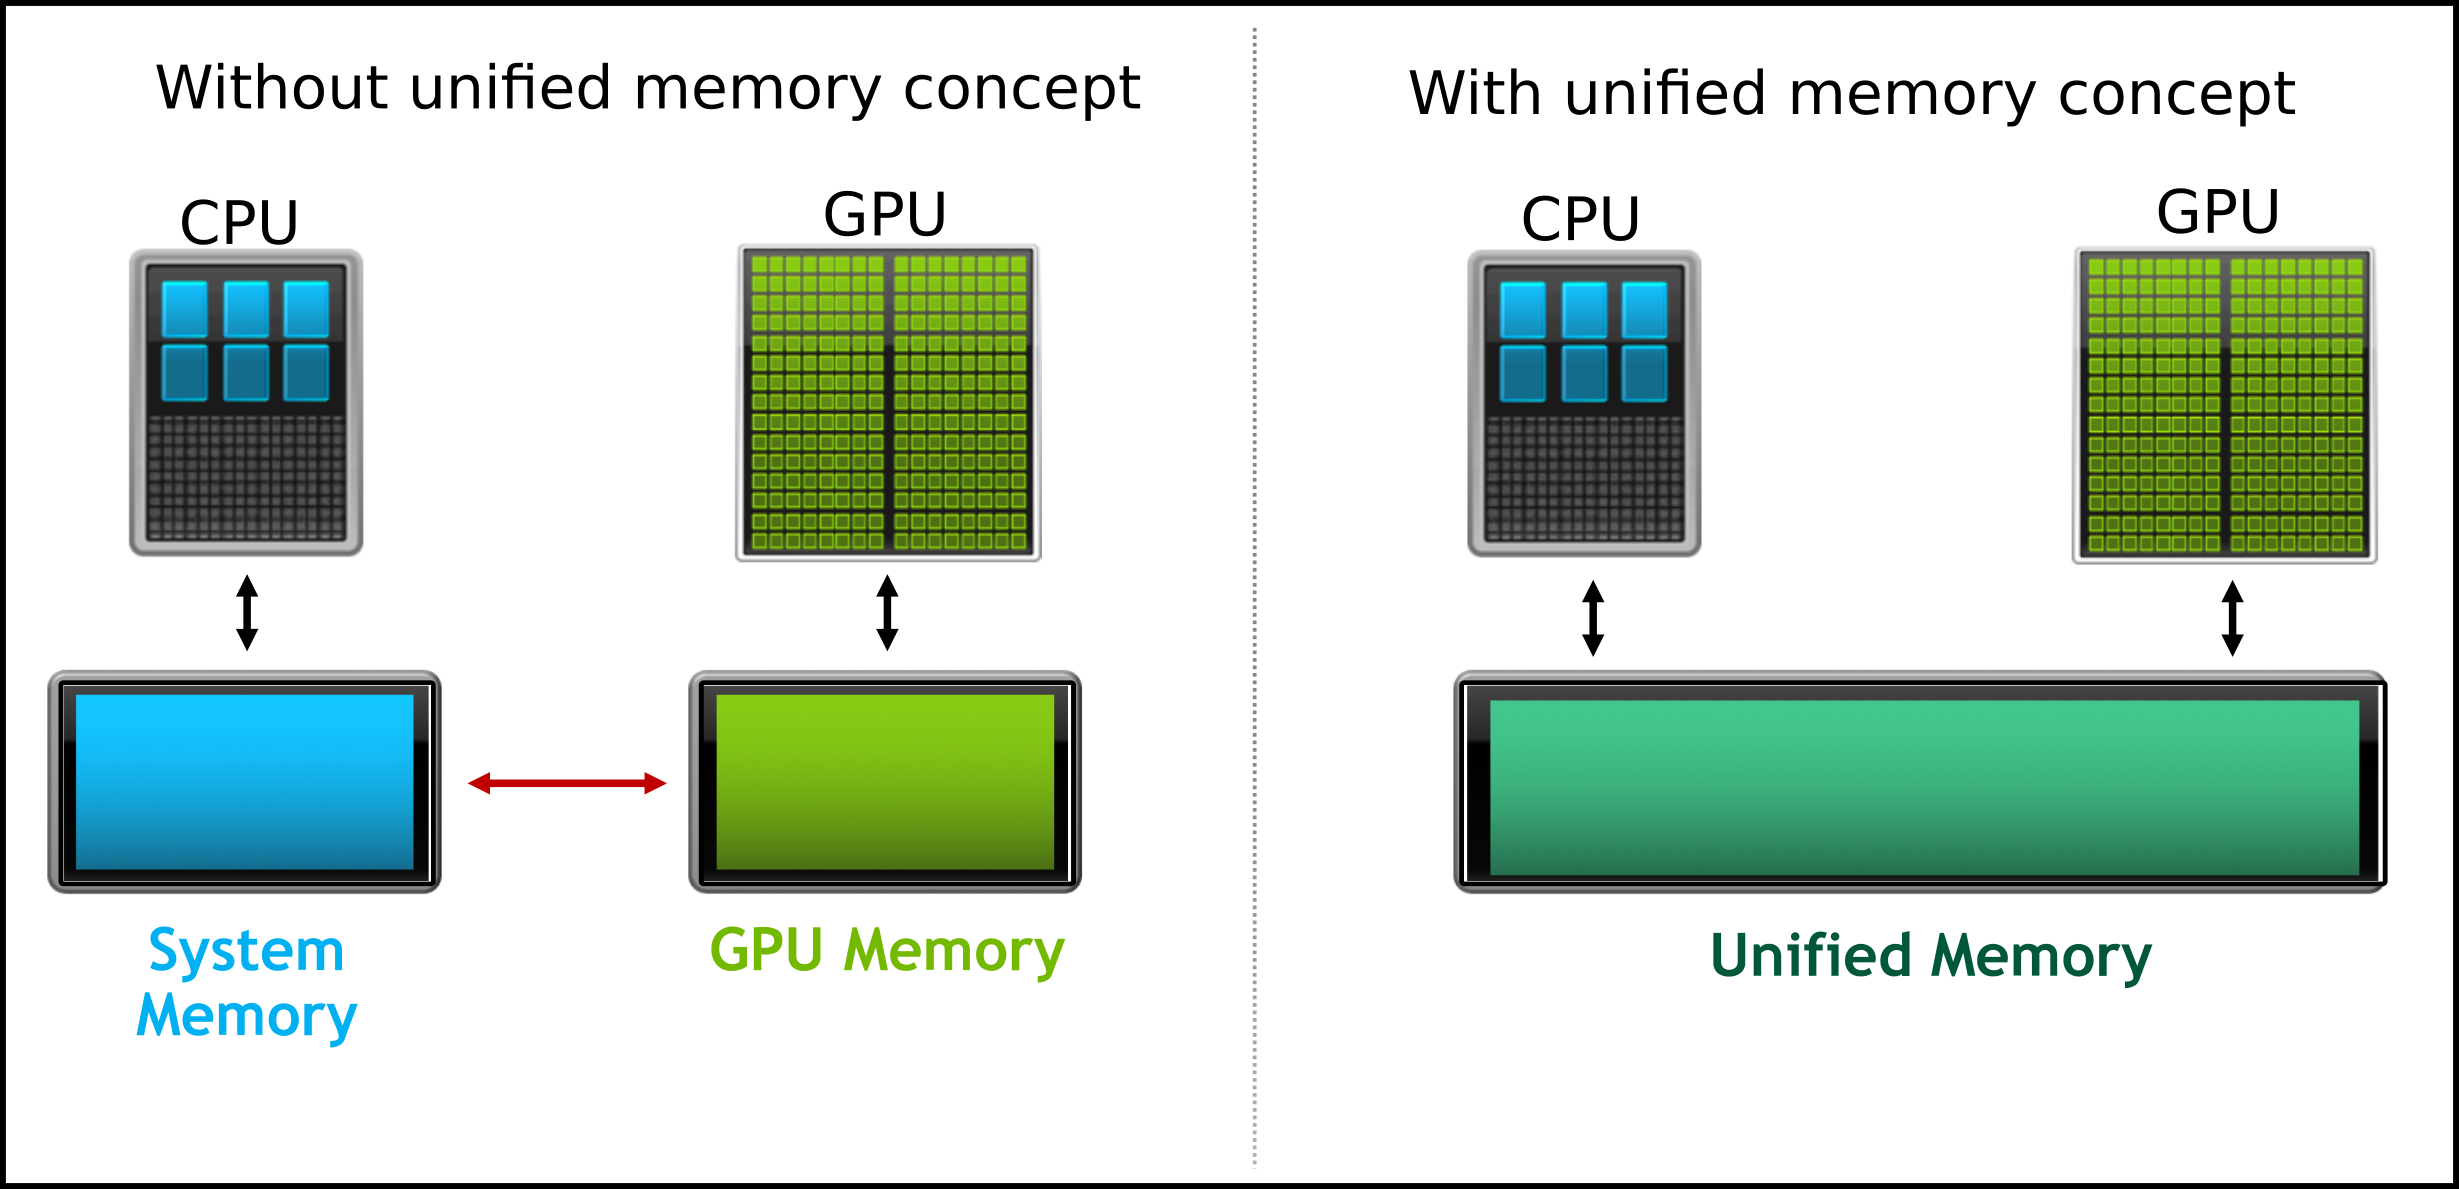 Without unified memory concept
CPU
GPU
System
Memory
GPU Memory
With unified memory concept
CPU
GPU
Unified Memory